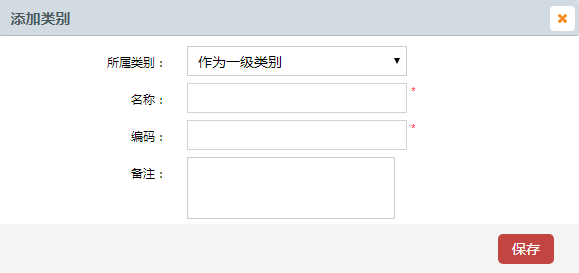 添加类别
所属类别： 作为一级类别
名称： *
编码： *
备注：
保存